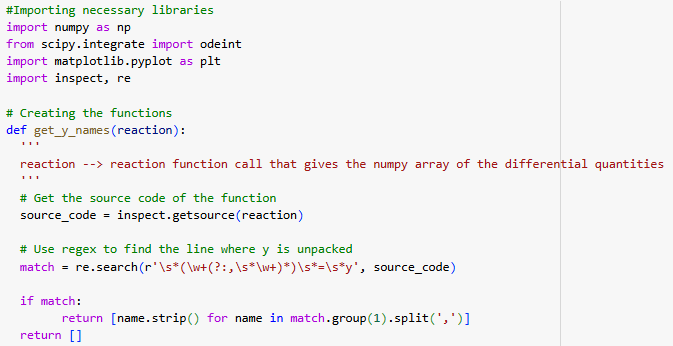 #Importing necessary libraries
import numpy as np
from scipy.integrate import odeint
import matplotlib.pyplot as plt
import inspect, re

# Creating the functions
def get_y_names(reaction):
  '''
  reaction --> reaction function call that gives the numpy array of the differential quantities
  '''
  # Get the source code of the function
  source_code = inspect.getsource(reaction)

  # Use regex to find the line where y is unpacked
  match = re.search(r'\s*(\w+(?:,\s*\w+)*)\s*=\s*y', source_code)

  if match:
        return [name.strip() for name in match.group(1).split(',')]
  return []